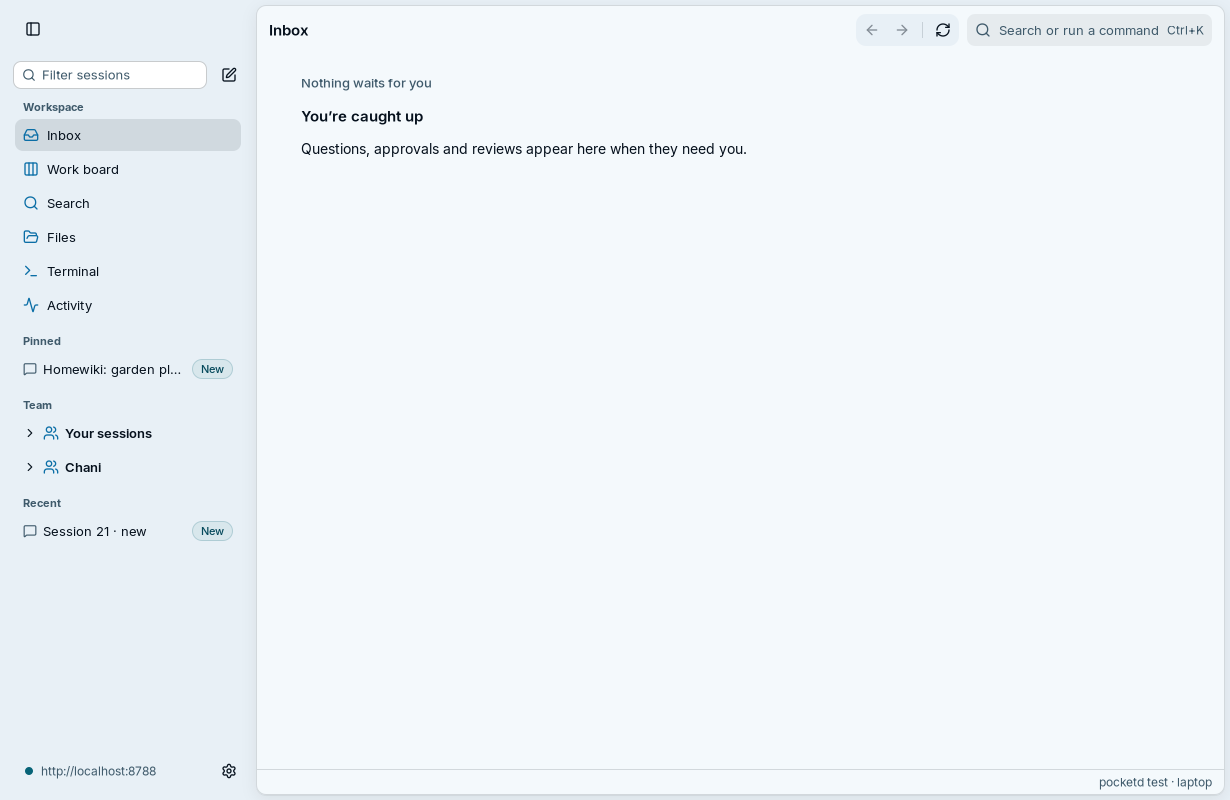 Inbox
Search or run a command Ctrl+K
Filter sessions
Workspace
Inbox
Work board
Search
Files
Terminal
Activity
Pinned
Homewiki: garden pl… New
Team
Your sessions
Chani
Recent
Session 21 · new New
http://localhost:8788
Nothing waits for you
You’re caught up
Questions, approvals and reviews appear here when they need you.
pocketd test · laptop